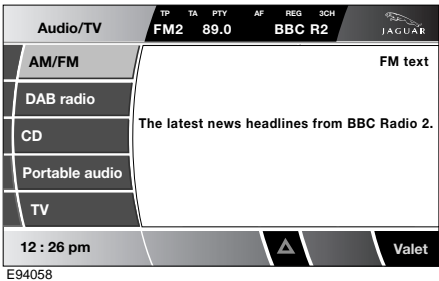 Audio/TV
TP TA PTY AF REG 3CH
FM2 89.0 BBC R2
JAGUAR
AM/FM
FM text
DAB radio
The latest news headlines from BBC Radio 2.
CD
Portable audio
TV
12 : 26 pm
Valet
E94058